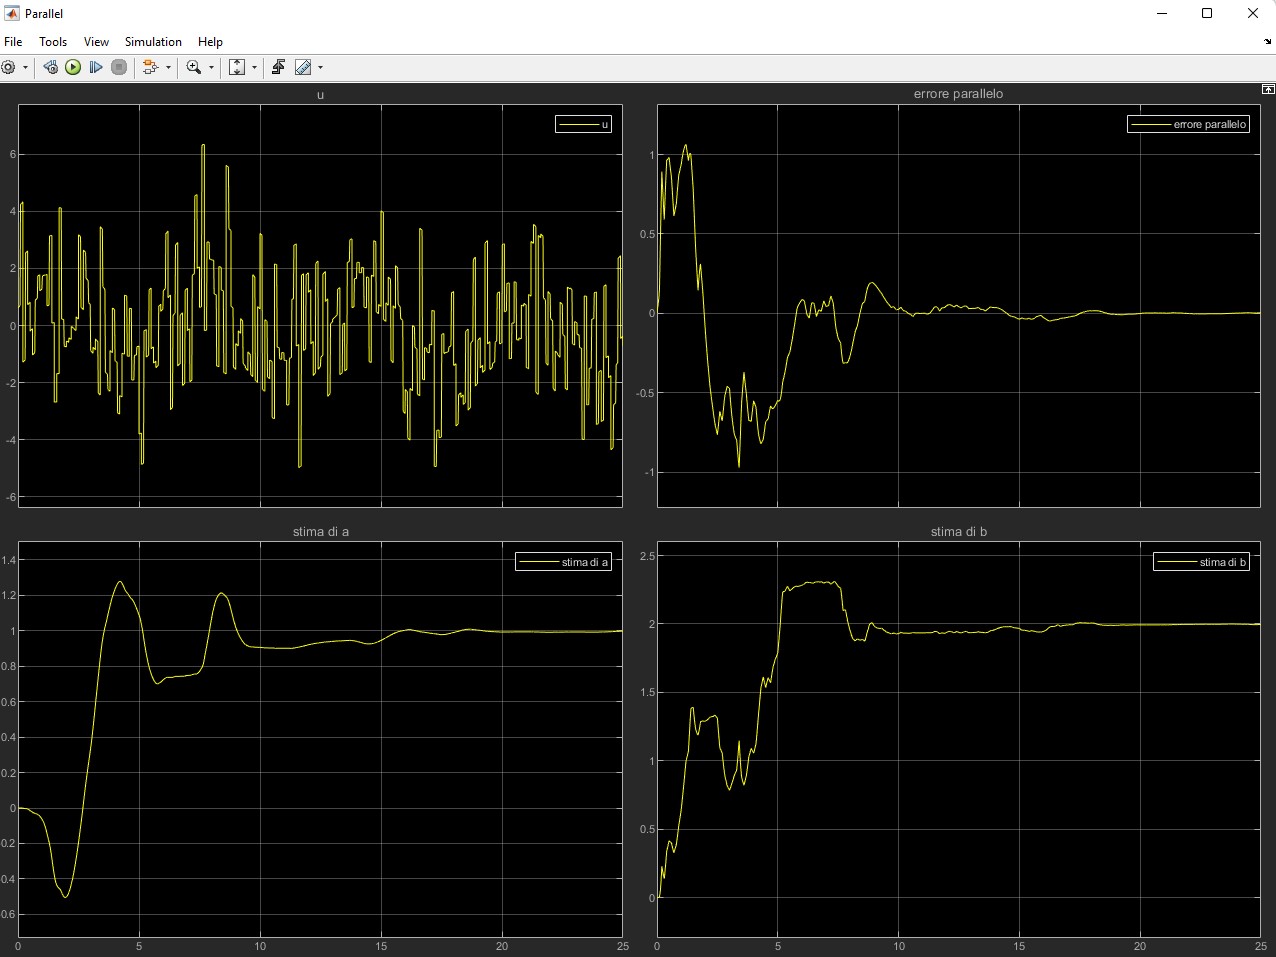 Parallel
File Tools View Simulation Help
u
u
6
4
2
0
-2
-4
-6
errore parallelo
errore parallelo
1
0.5
0
-0.5
-1
stima di a
stima di a
1.4
1.2
1
0.8
0.6
0.4
0.2
0
0.2
0.4
0.6
0 5 10 15 20 25
stima di b
stima di b
2.5
2
1.5
1
0.5
0
0 5 10 15 20 25